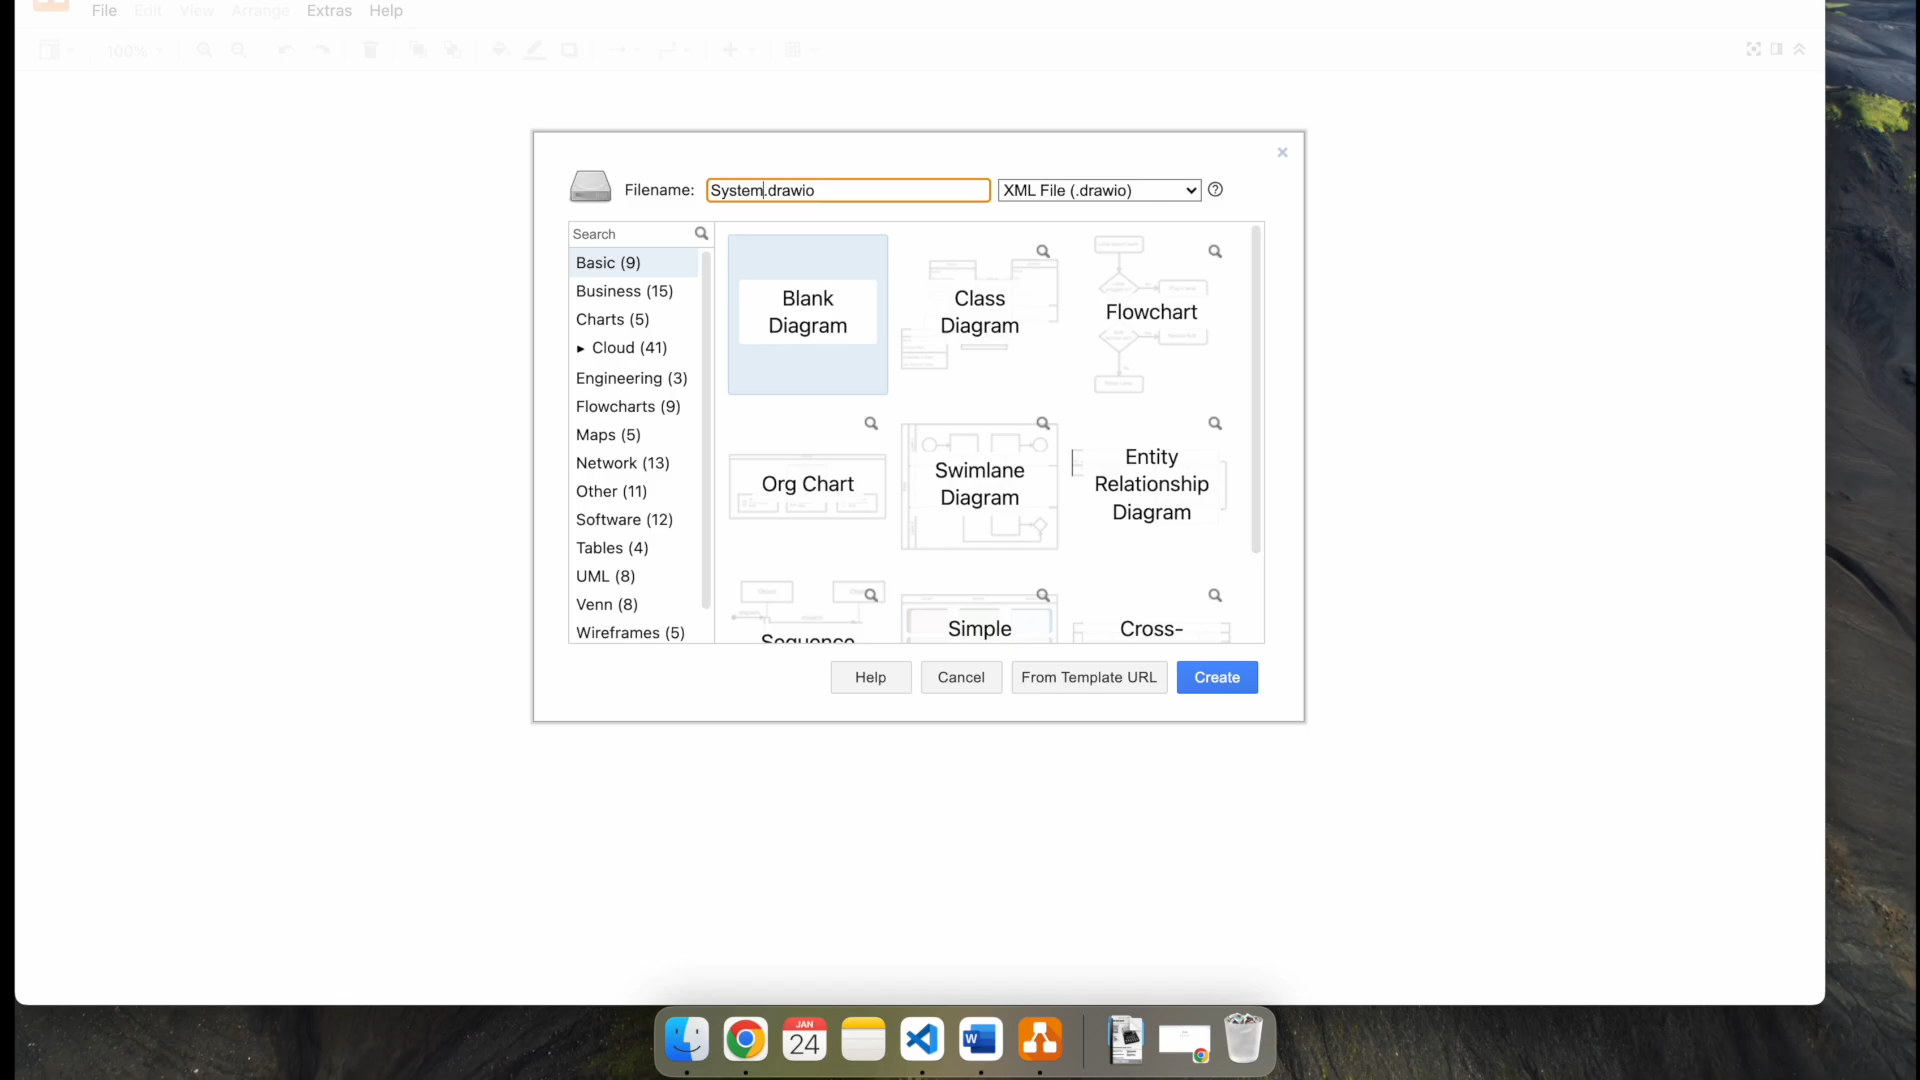 File Edit View Arrange Extras Help
100%
Filename: System.drawio XML File (.drawio)
Search
Basic (9)
Business (15)
Charts (5)
Cloud (41)
Engineering (3)
Flowcharts (9)
Maps (5)
Network (13)
Other (11)
Software (12)
Tables (4)
UML (8)
Venn (8)
Wireframes (5)
Blank
Diagram
Class
Diagram
Flowchart
Org Chart
Swimlane
Diagram
Entity
Relationship
Diagram
Sequence
Simple
Cross-
Help Cancel From Template URL Create
JAN
24
W